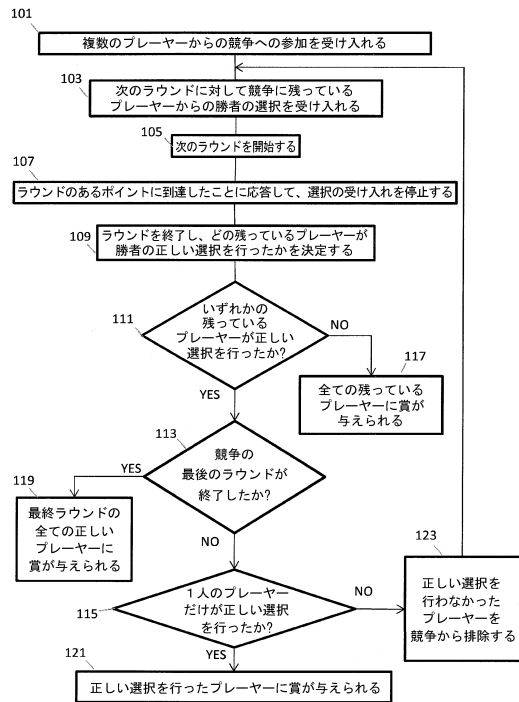 101
複数のプレーヤーからの競争への参加を受け入れる
103
次のラウンドに対して競争に残っている
プレーヤーからの勝者の選択を受け入れる
105
次のラウンドを開始する
107
ラウンドのあるポイントに到達したことに応答して、選択の受け入れを停止する
109
ラウンドを終了し、どの残っているプレーヤーが
勝者の正しい選択を行ったかを決定する
111
いずれかの
残っている
プレーヤーが正しい
選択を行ったか?
NO
YES
117
全ての残っている
プレーヤーに賞が
与えられる
113
競争の
最後のラウンドが
終了したか?
YES
NO
119
最終ラウンドの
全ての正しい
プレーヤーに
賞が与えられる
115
1人のプレーヤー
だけが正しい選択
を行ったか?
NO
YES
123
正しい選択を
行わなかった
プレーヤーを
競争から排除する
121
正しい選択を行ったプレーヤーに賞が与えられる